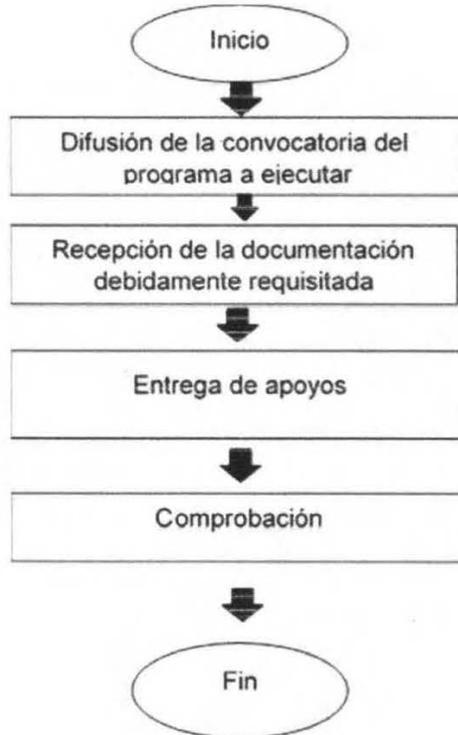 Inicio
Difusión de la convocatoria del
programa a ejecutar
Recepción de la documentación
debidamente requisitada
Entrega de apoyos
Comprobación
Fin